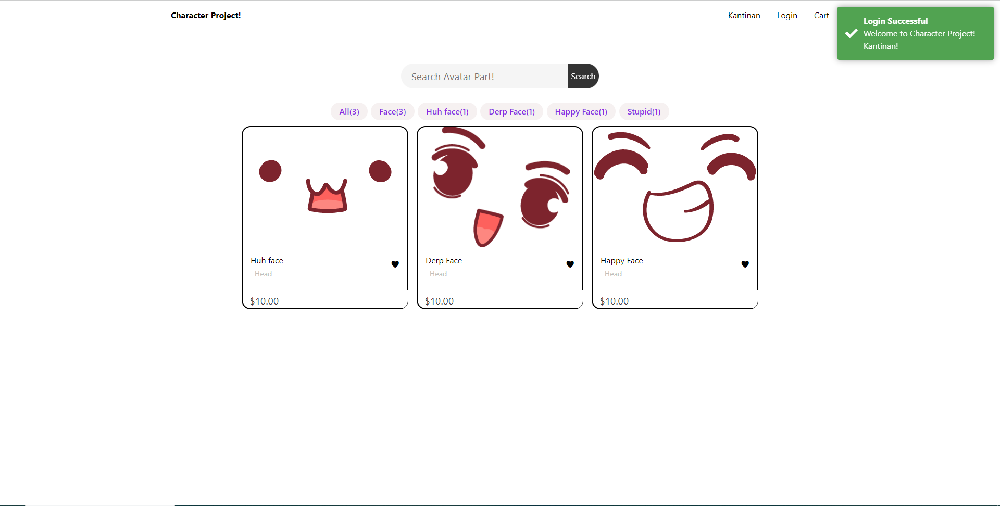 Character Project!
Kantinan
Login
Cart
Login Successful
Welcome to Character Project!
Kantinan!
Search Avatar Part!
Search
All(3)
Face(3)
Huh face(1)
Derp Face(1)
Happy Face(1)
Stupid(1)
Huh face
Head
$10.00
Derp Face
Head
$10.00
Happy Face
Head
$10.00